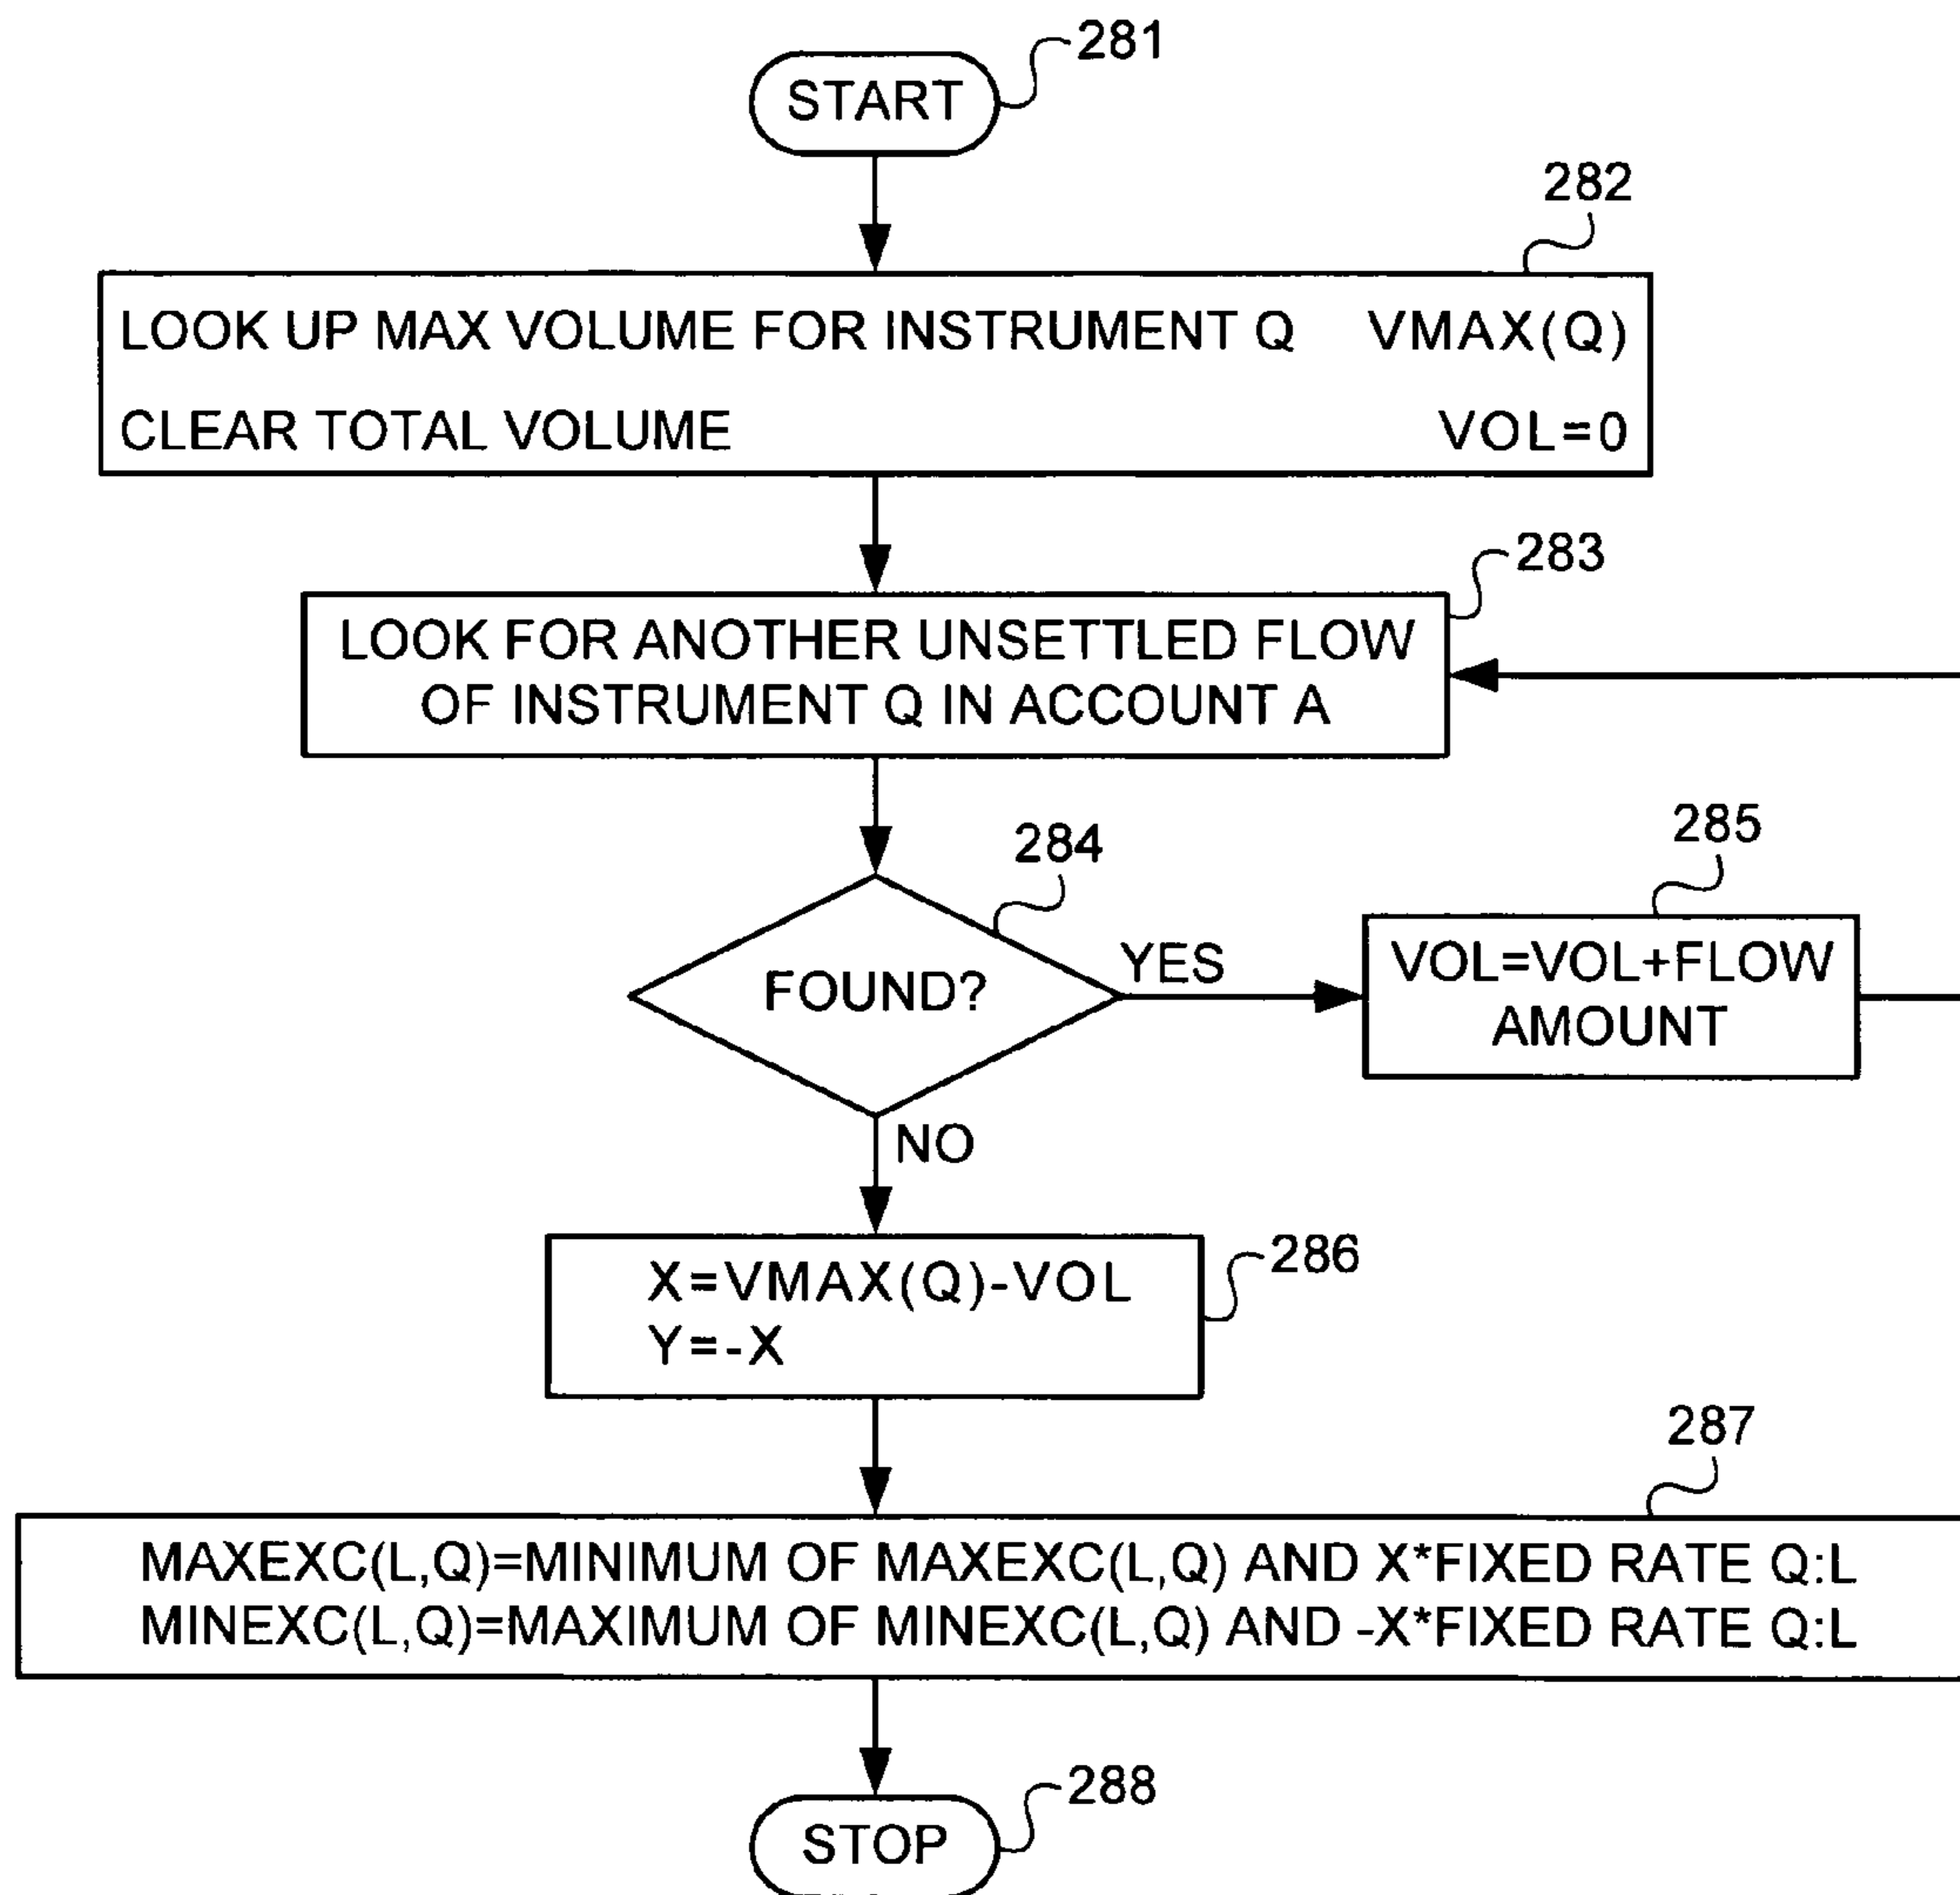 281
START
282
LOOK UP MAX VOLUME FOR INSTRUMENT Q VMAX(Q)
CLEAR TOTAL VOLUME VOL=0
283
LOOK FOR ANOTHER UNSETTLED FLOW
OF INSTRUMENT Q IN ACCOUNT A
284
285
FOUND?
YES
VOL=VOL+FLOW
AMOUNT
NO
286
X=VMAX(Q)-VOL
Y=-X
287
MAXEXC(L,Q)=MINIMUM OF MAXEXC(L,Q) AND X*FIXED RATE Q:L
MINEXC(L,Q)=MAXIMUM OF MINEXC(L,Q) AND -X*FIXED RATE Q:L
288
STOP